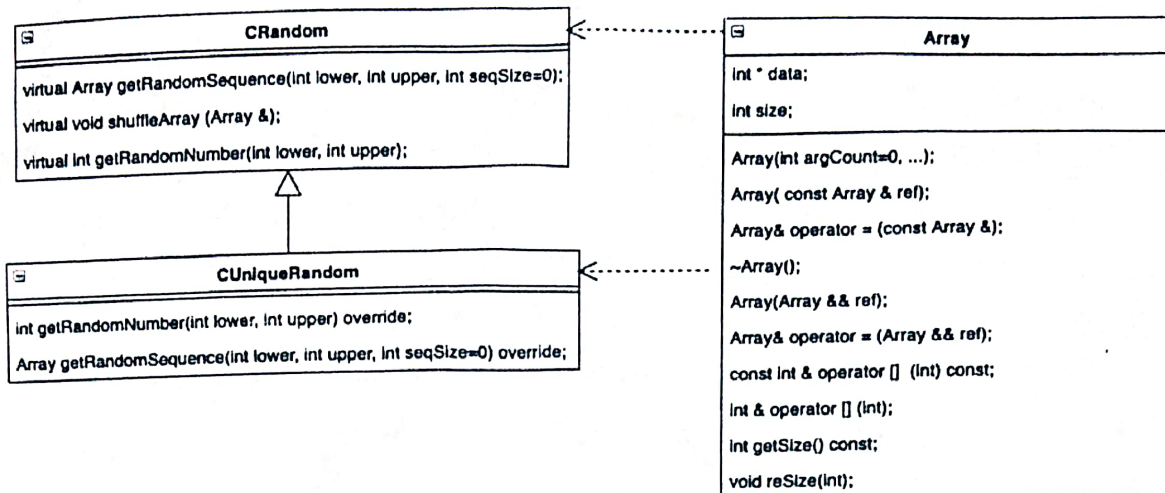 CRandom
virtual Array getRandomSequence(int lower, int upper, int seqSize=0);
virtual void shuffleArray (Array &);
virtual int getRandomNumber(int lower, int upper);
CUniqueRandom
int getRandomNumber(int lower, int upper) override;
Array getRandomSequence(int lower, int upper, int seqSize=0) override;
Array
int * data;
int size;
Array(int argCount=0, ...);
Array( const Array & ref);
Array& operator = (const Array &);
~Array();
Array(Array && ref);
Array& operator = (Array && ref);
const int & operator [] (int) const;
int & operator [] (int);
int getSize() const;
void reSize(int);